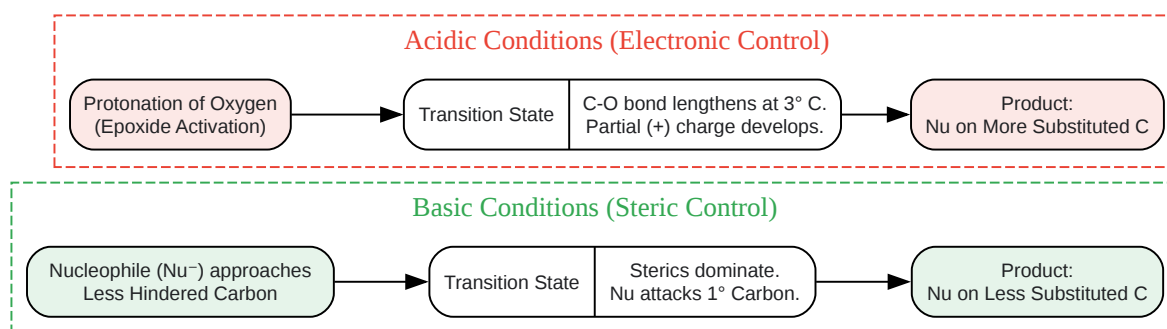 Acidic Conditions (Electronic Control)
Protonation of Oxygen
(Epoxide Activation)
Transition State
C-O bond lengthens at 3° C.
Partial (+) charge develops.
Product:
Nu on More Substituted C
Basic Conditions (Steric Control)
Nucleophile (Nu⁻) approaches
Less Hindered Carbon
Transition State
Sterics dominate.
Nu attacks 1° Carbon.
Product:
Nu on Less Substituted C